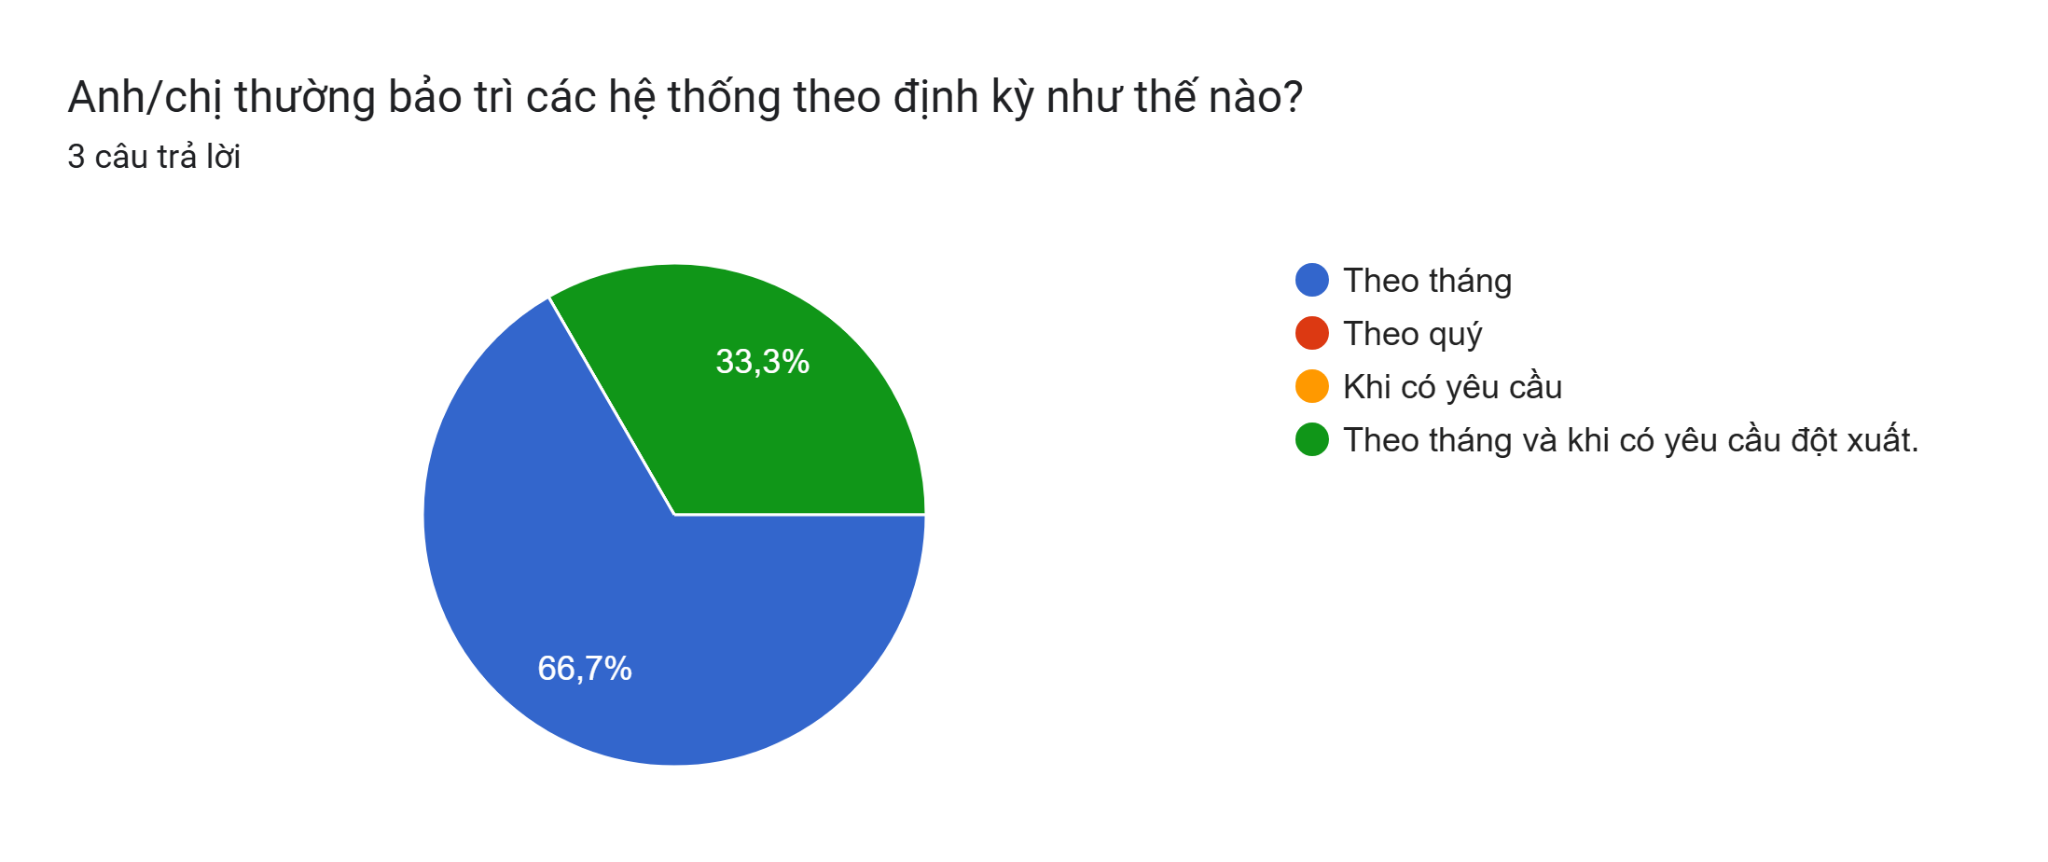 Anh/chị thường bảo trì các hệ thống theo định kỳ như thế nào?
3 câu trả lời
33,3%
66,7%
Theo tháng
Theo quý
Khi có yêu cầu
Theo tháng và khi có yêu cầu đột xuất.